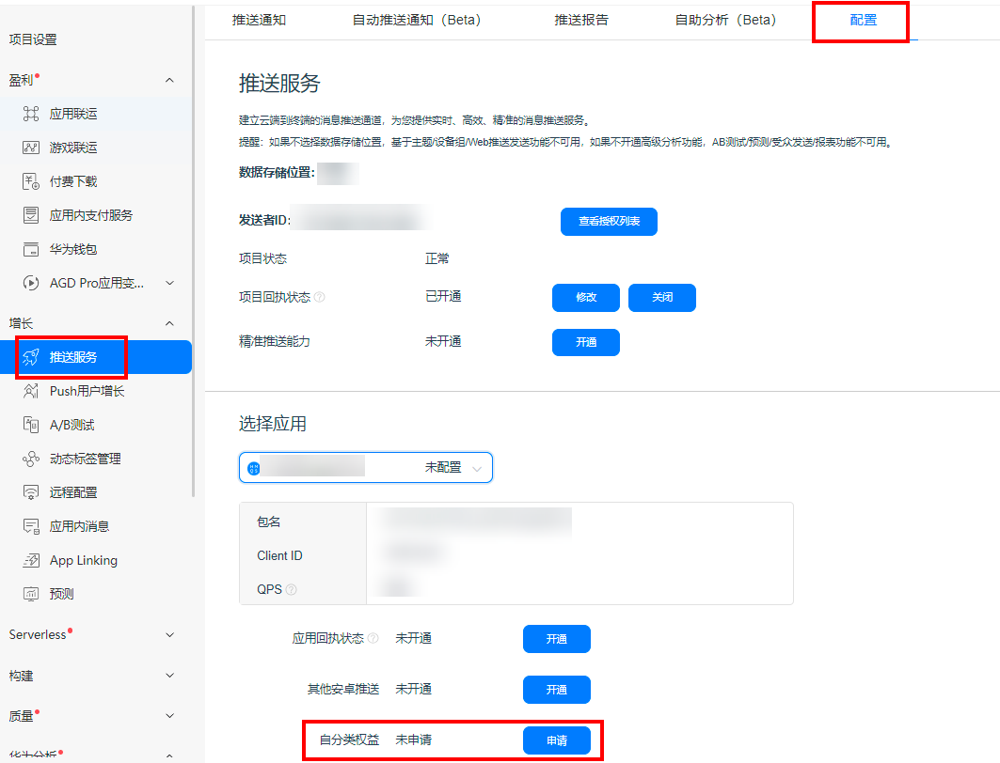 推送通知 自动推送通知（Beta） 推送报告 自助分析（Beta） 配置
项目设置
盈利
应用联运
游戏联运
付费下载
应用内支付服务
华为钱包
AGD Pro应用变...
增长
推送服务
Push用户增长
A/B测试
动态标签管理
远程配置
应用内消息
App Linking
预测
Serverless
构建
质量
华为分析
推送服务
建立云端到终端的消息推送通道，为您提供实时、高效、精准的消息推送服务。
提醒：如果不选择数据存储位置，基于主题/设备组/Web推送发送功能不可用，如果不开通高级分析功能，AB测试/预测/受众发送/报表功能不可用。
数据存储位置:
发送者ID: 查看授权列表
项目状态 正常
项目回执状态 ? 已开通 修改 关闭
精准推送能力 未开通 开通
选择应用
未配置
包名
Client ID
QPS ?
应用回执状态 ? 未开通 开通
其他安卓推送 未开通 开通
自分类权益 未申请 申请